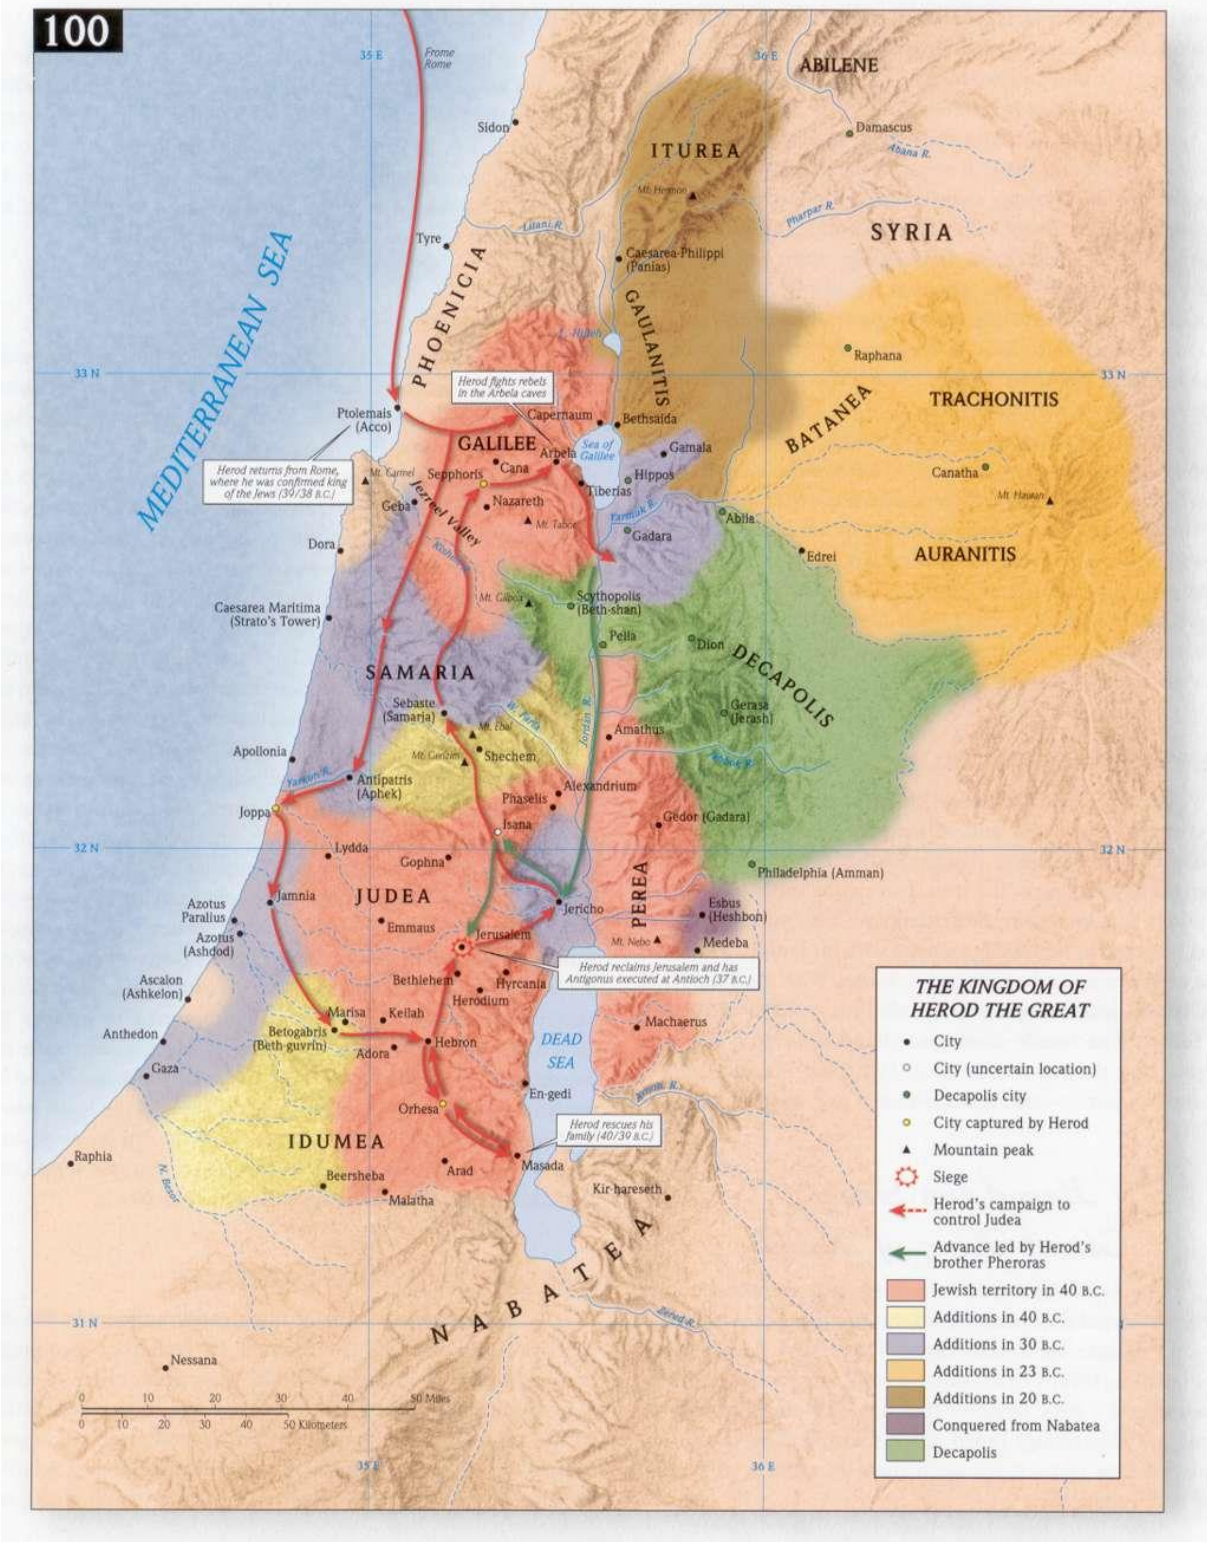 100
35 E
Frome
Rome
36 E
ABILENE
Sidon
Damascus
Abana R.
ITUREA
Mt. Hermon
Pharpar R.
SYRIA
Litani R.
Tyre
Caesarea-Philippi
(Panias)
MEDITERRANEAN SEA
PHOENICIA
GAULANITIS
L. Huleh
Raphana
33 N
33 N
Herod fights rebels
in the Arbela caves
TRACHONITIS
BATANEA
Ptolemais
(Acco)
Capernaum
Bethsaida
GALILEE
Sea of
Galilee
Arbela
Gamala
Herod returns from Rome,
where he was confirmed king
of the Jews (39/38 B.C.)
Mt. Carmel
Sepphoris
Cana
Hippos
Canatha
Tiberias
Mt. Hauran
Geba
Jezreel Valley
Nazareth
Mt. Tabor
Yarmuk R.
Abila
Gadara
Dora
Kishon R.
Edrei
AURANITIS
Caesarea Maritima
(Strato's Tower)
Mt. Gilboa
Scythopolis
(Beth-shan)
Pella
Dion
DECAPOLIS
SAMARIA
Sebaste
(Samaria)
W. Faria
Jordan R.
Gerasa
(Jerash)
Mt. Ebal
Amathus
Apollonia
Mt. Gerizim
Shechem
Jabbok R.
Yarkon R.
Antipatris
(Aphek)
Alexandrium
Phaselis
Joppa
Isana
Gedor (Gadara)
32 N
Lydda
Gophna
32 N
Philadelphia (Amman)
JUDEA
PEREA
Jamnia
Jericho
Azotus
Paralius
Esbus
(Heshbon)
Emmaus
Jerusalem
Azotus
(Ashdod)
Mt. Nebo
Medeba
Herod reclaims Jerusalem and has
Antigonus executed at Antioch (37 B.C.)
Ascalon
(Ashkelon)
Bethlehem
Hyrcania
Herodium
Marisa
Keilah
Machaerus
Anthedon
Betogabris
(Beth-guvrin)
Hebron
Adora
DEAD
SEA
Gaza
En-gedi
Arnon R.
Orhesa
Herod rescues his
family (40/39 B.C.)
IDUMEA
Raphia
Masada
Arad
N. Besor
Beersheba
Malatha
Kir-hareseth
NABATEA
Zered R.
31 N
Nessana
0 10 20 30 40 50 Miles
0 10 20 30 40 50 Kilometers
35 E
36 E
THE KINGDOM OF
HEROD THE GREAT
City
City (uncertain location)
Decapolis city
City captured by Herod
Mountain peak
Siege
Herod's campaign to
control Judea
Advance led by Herod's
brother Pheroras
Jewish territory in 40 B.C.
Additions in 40 B.C.
Additions in 30 B.C.
Additions in 23 B.C.
Additions in 20 B.C.
Conquered from Nabatea
Decapolis